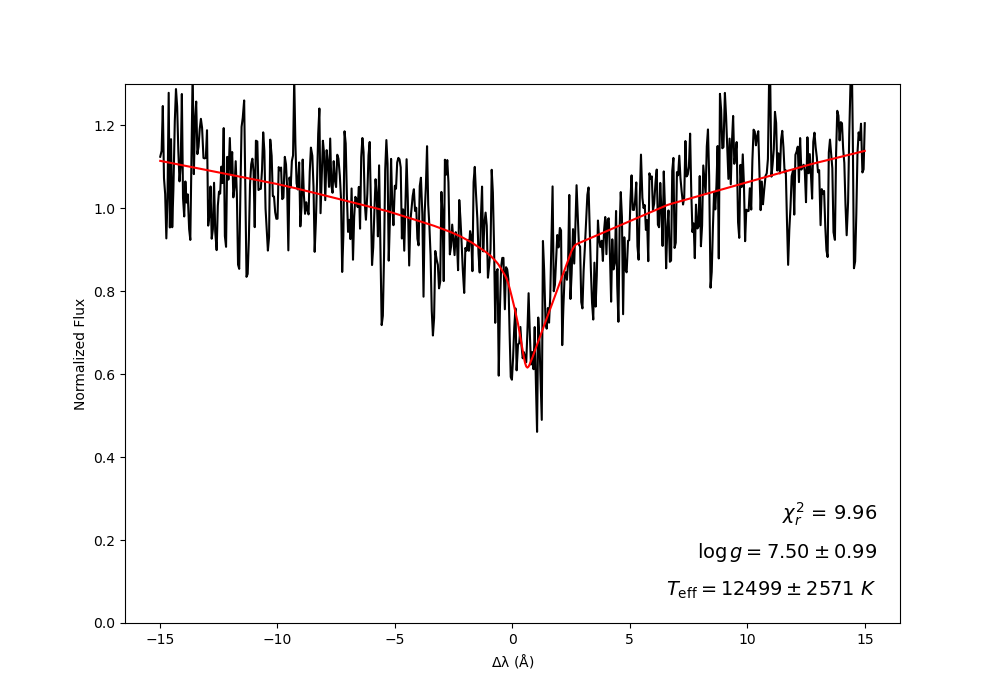 1.2
1.0
0.8
0.6
0.4
0.2
0.0
Normalized Flux
χ²ᵣ = 9.96
log g = 7.50 ± 0.99
T_eff = 12499 ± 2571 K
−15 −10 −5 0 5 10 15
Δλ (Å)